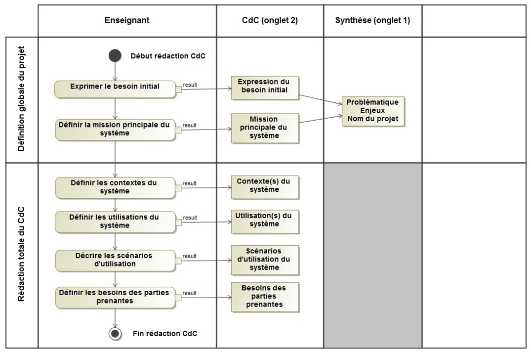 Enseignant
CdC (onglet 2)
Synthèse (onglet 1)
Définition globale du projet
Début rédaction CdC
Exprimer le besoin initial
result
Expression du
besoin initial
Problématique
Enjeux
Nom du projet
Définir la mission principale du
système
result
Mission
principale du
système
Rédaction totale du CdC
Définir les contextes du
système
result
Contexte(s) du
système
Définir les utilisations du
système
result
Utilisation(s) du
système
Décrire les scénarios
d'utilisation
result
Scénarios
d'utilisation du
système
Définir les besoins des parties
prenantes
result
Besoins des
parties
prenantes
Fin rédaction CdC